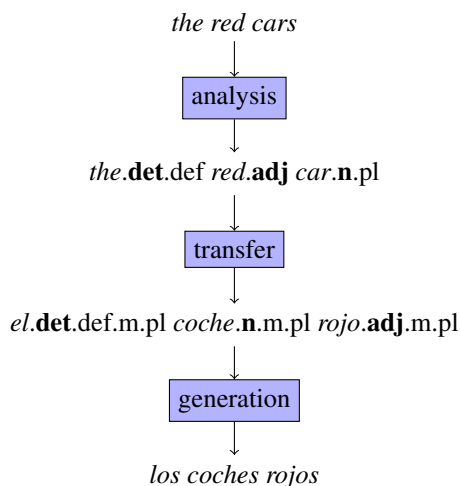 the red cars
analysis
the.det.def red.adj car.n.pl
transfer
el.det.def.m.pl coche.n.m.pl rojo.adj.m.pl
generation
los coches rojos